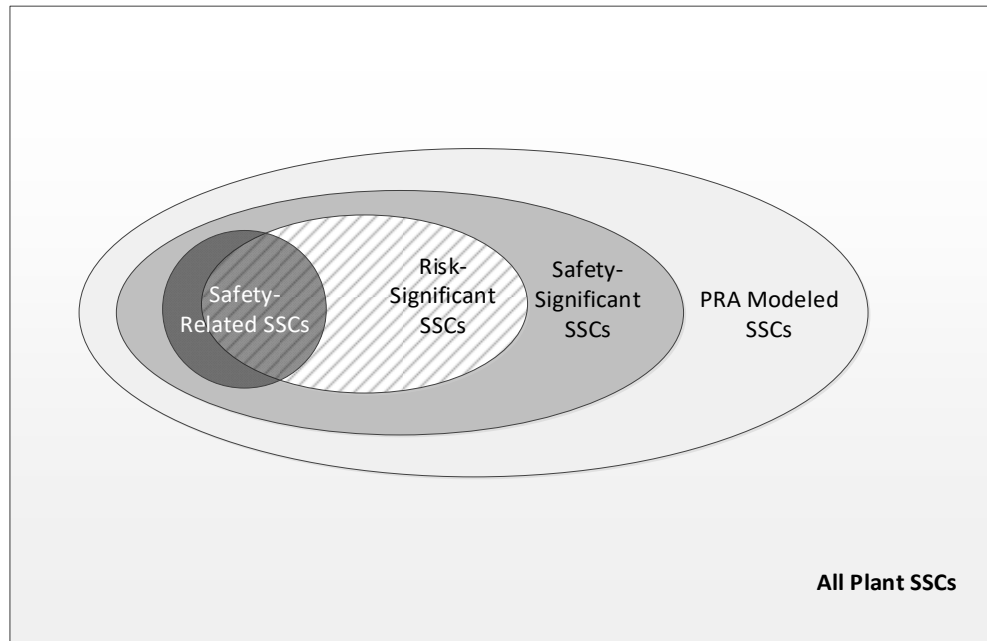 Safety-
Related SSCs
Risk-
Significant
SSCs
Safety-
Significant
SSCs
PRA Modeled
SSCs
All Plant SSCs